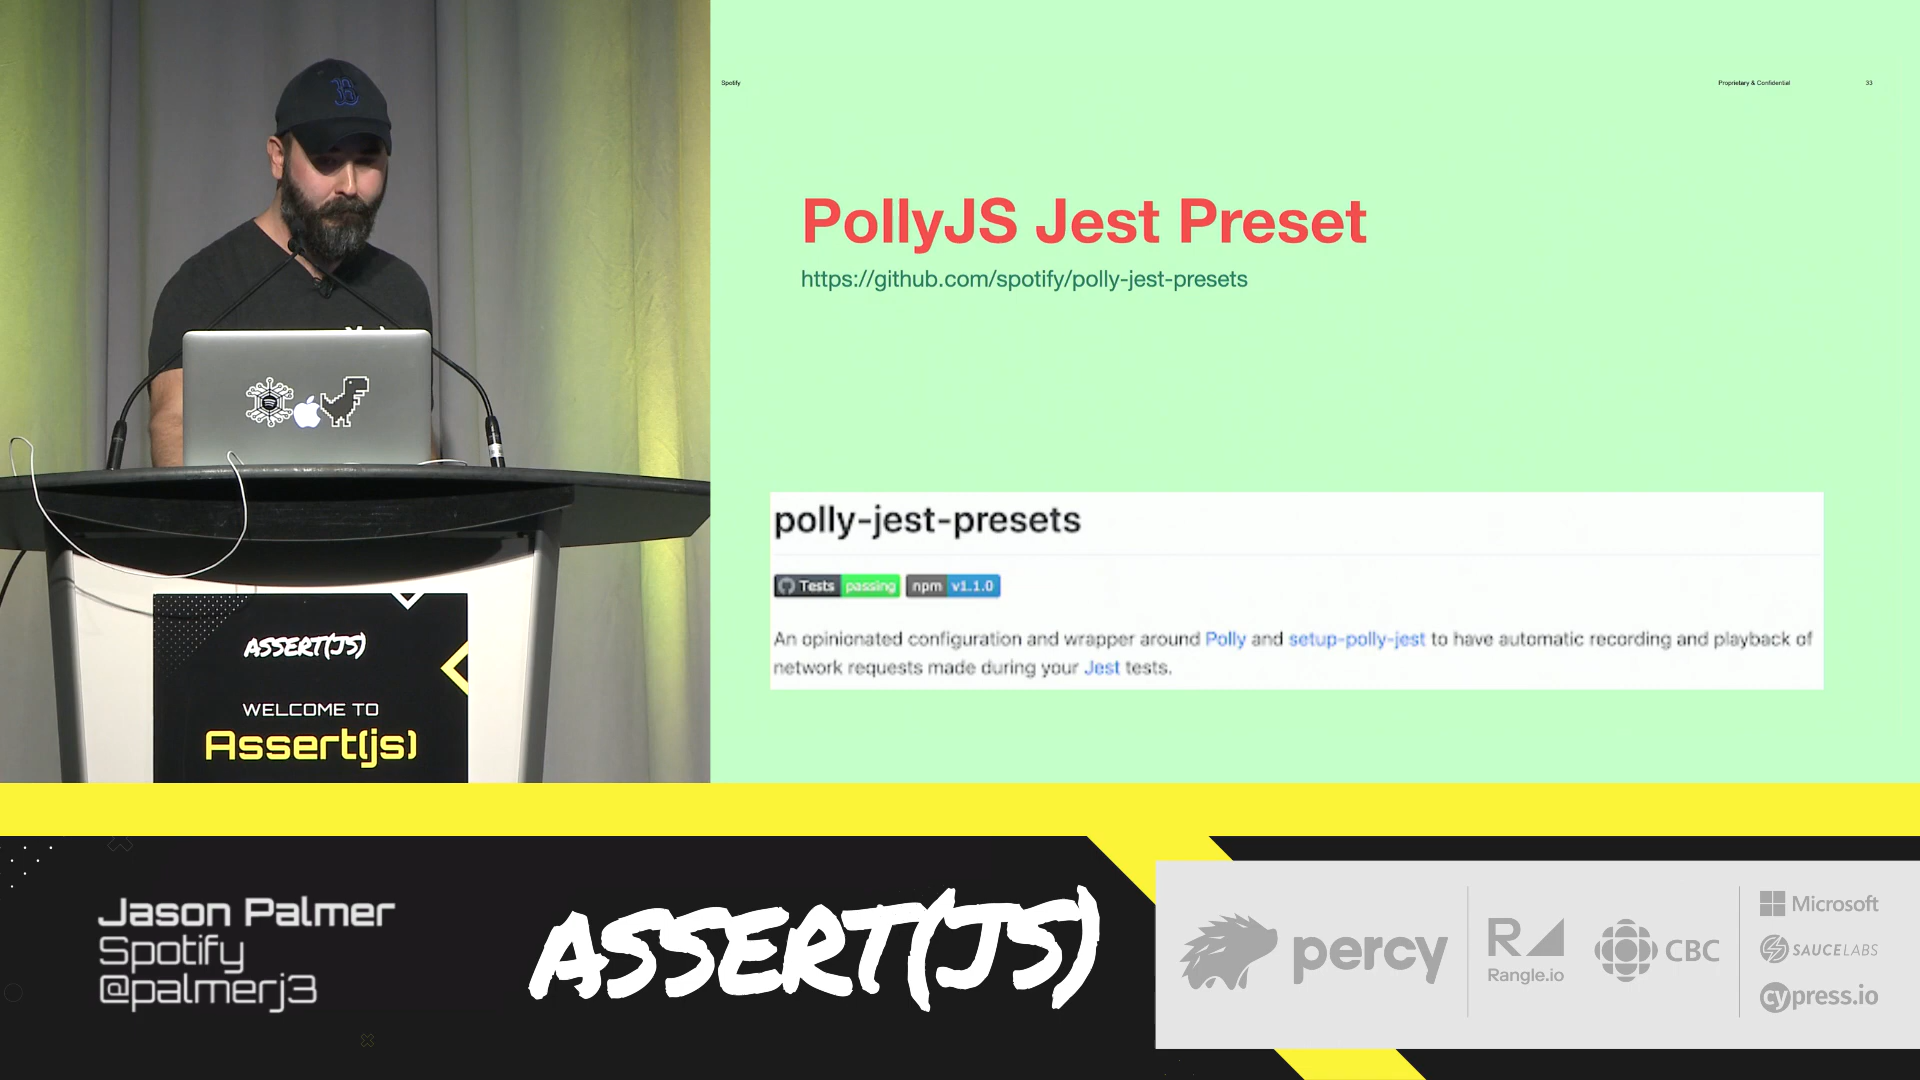 Spotify
Proprietary & Confidential
33
PollyJS Jest Preset
https://github.com/spotify/polly-jest-presets
polly-jest-presets
Tests passing npm v1.1.0
An opinionated configuration and wrapper around Polly and setup-polly-jest to have automatic recording and playback of
network requests made during your Jest tests.
ASSERT(JS)
WELCOME TO
Assert(js)
Jason Palmer
Spotify
@palmerj3
ASSERT(JS)
percy
R
Rangle.io
CBC
Microsoft
SAUCELABS
cypress.io